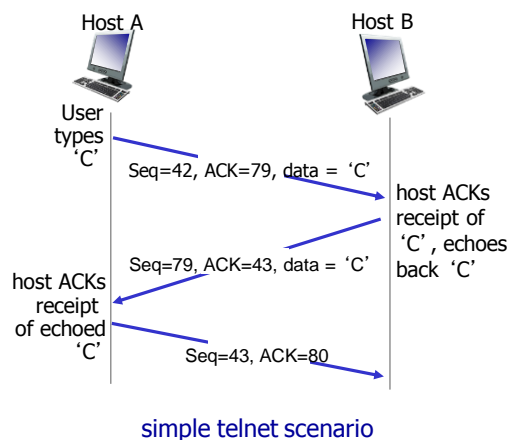 Host A
Host B
User
types
‘C’
Seq=42, ACK=79, data = ‘C’
host ACKs
receipt of
‘C’, echoes
back ‘C’
Seq=79, ACK=43, data = ‘C’
host ACKs
receipt
of echoed
‘C’
Seq=43, ACK=80
simple telnet scenario